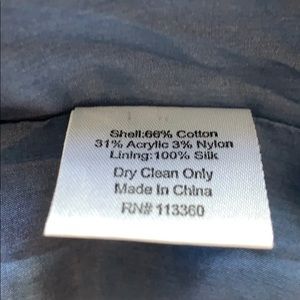 Shell:66% Cotton
31% Acrylic 3% Nylon
Lining:100% Silk
Dry Clean Only
Made In China
RN# 113360